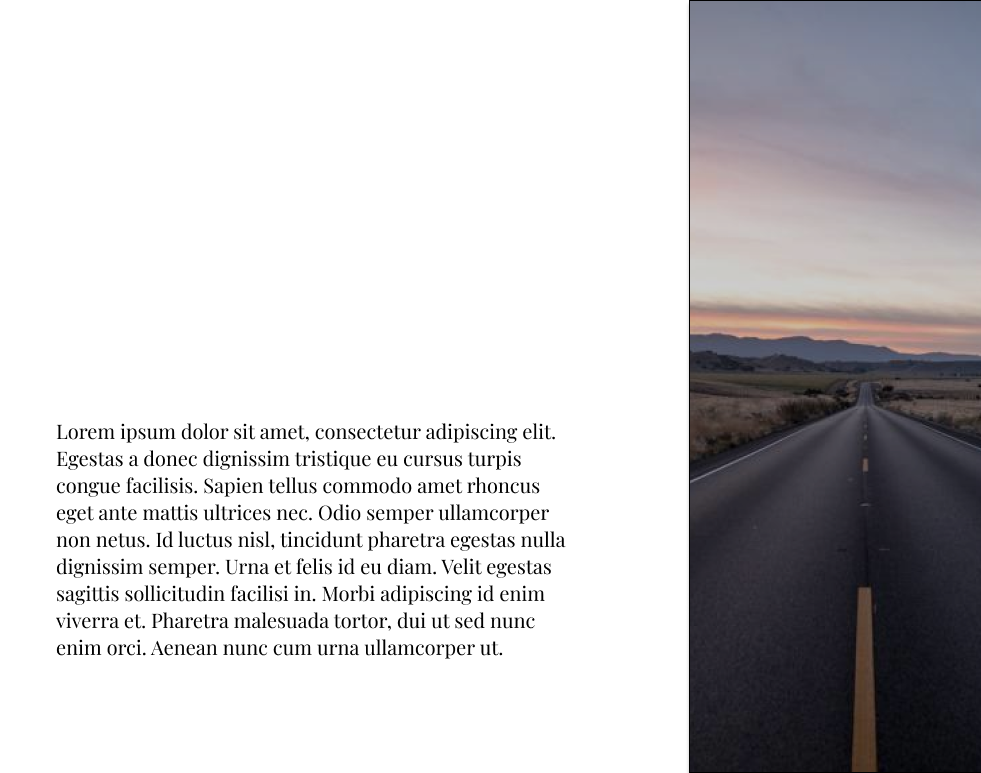 Lorem ipsum dolor sit amet, consectetur adipiscing elit.
Egestas a donec dignissim tristique eu cursus turpis
congue facilisis. Sapien tellus commodo amet rhoncus
eget ante mattis ultrices nec. Odio semper ullamcorper
non netus. Id luctus nisl, tincidunt pharetra egestas nulla
dignissim semper. Urna et felis id eu diam. Velit egestas
sagittis sollicitudin facilisi in. Morbi adipiscing id enim
viverra et. Pharetra malesuada tortor, dui ut sed nunc
enim orci. Aenean nunc cum urna ullamcorper ut.